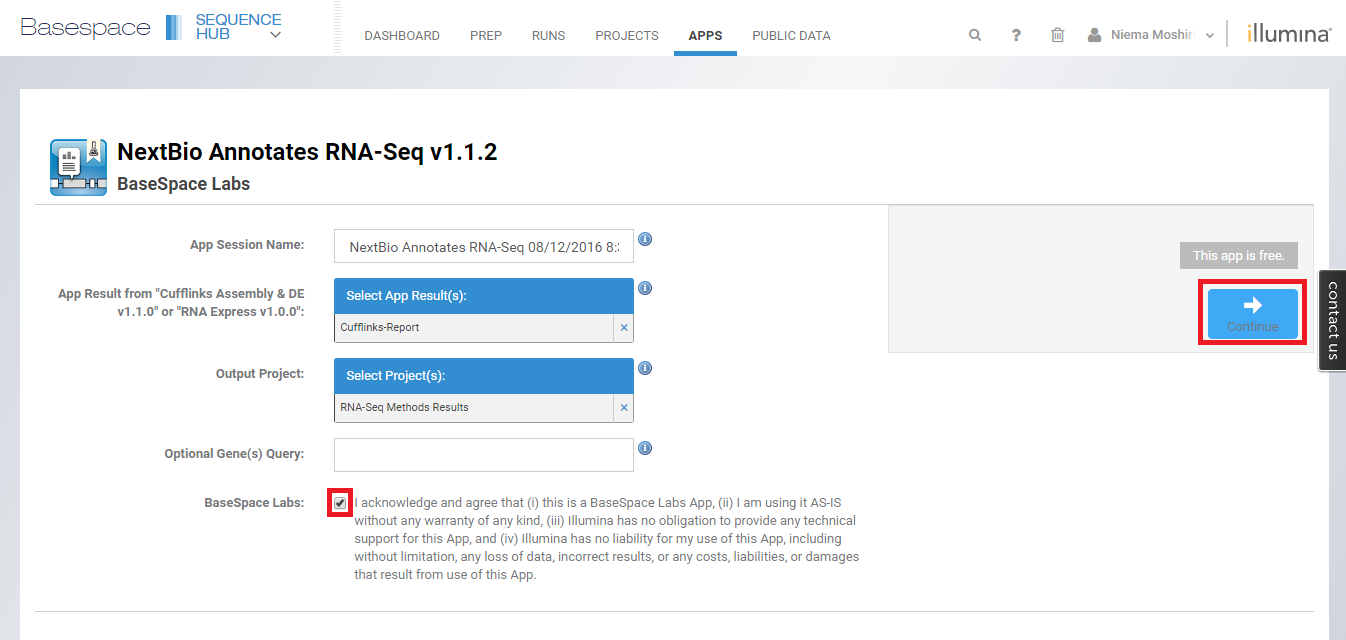 Basespace SEQUENCE HUB DASHBOARD PREP RUNS PROJECTS APPS PUBLIC DATA ? Niema Moshiri illumina®
NextBio Annotates RNA-Seq v1.1.2
BaseSpace Labs
App Session Name: NextBio Annotates RNA-Seq 08/12/2016
This app is free.
App Result from "Cufflinks Assembly & DE
v1.1.0" or "RNA Express v1.0.0":
Select App Result(s):
Cufflinks-Report ×
Continue
contact us
Output Project: Select Project(s):
RNA-Seq Methods Results ×
Optional Gene(s) Query:
BaseSpace Labs: I acknowledge and agree that (i) this is a BaseSpace Labs App, (ii) I am using it AS-IS
without any warranty of any kind, (iii) Illumina has no obligation to provide any technical
support for this App, and (iv) Illumina has no liability for my use of this App, including
without limitation, any loss of data, incorrect results, or any costs, liabilities, or damages
that result from use of this App.